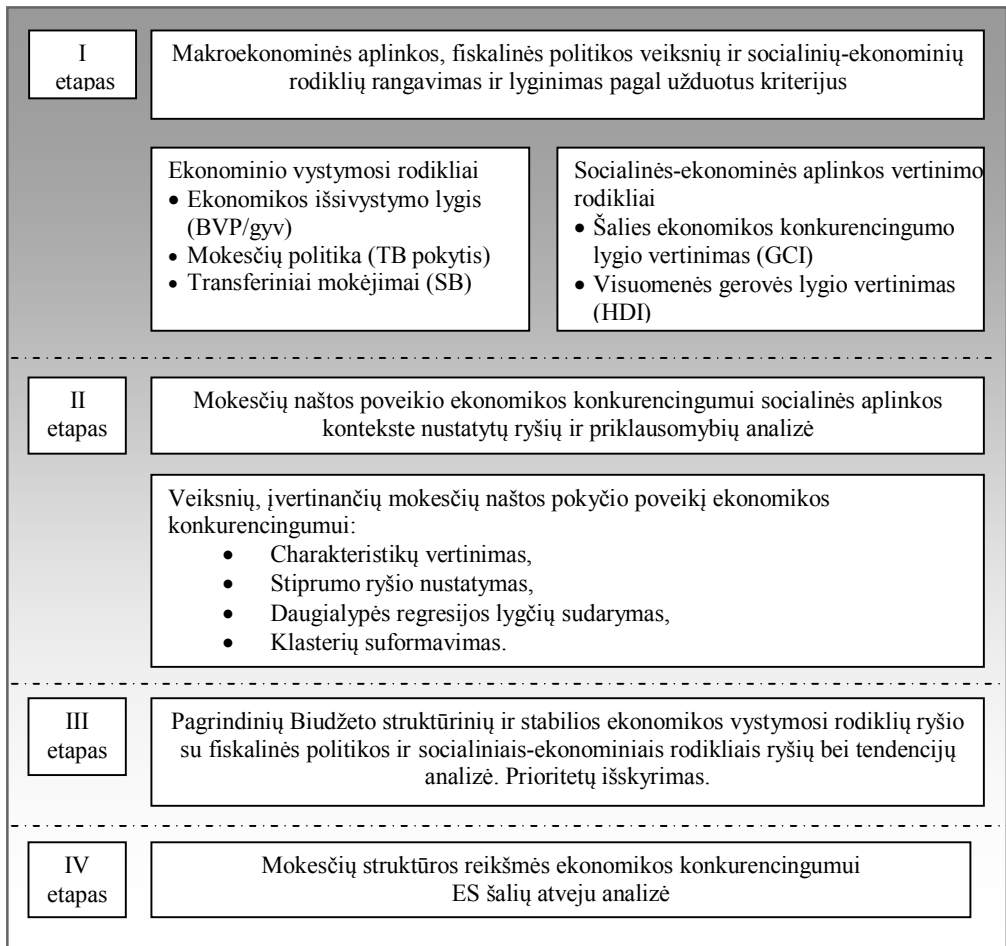 I
etapas
Makroekonominės aplinkos, fiskalinės politikos veiksnių ir socialinių-ekonominių
rodiklių rangavimas ir lyginimas pagal užduotus kriterijus
Ekonominio vystymosi rodikliai
• Ekonomikos išsivystymo lygis
(BVP/gyv)
• Mokesčių politika (TB pokytis)
• Transferiniai mokėjimai (SB)
Socialinės-ekonominės aplinkos vertinimo
rodikliai
• Šalies ekonomikos konkurencingumo
lygio vertinimas (GCI)
• Visuomenės gerovės lygio vertinimas
(HDI)
II
etapas
Mokesčių naštos poveikio ekonomikos konkurencingumui socialinės aplinkos
kontekste nustatytų ryšių ir priklausomybių analizė
Veiksnių, įvertinančių mokesčių naštos pokyčio poveikį ekonomikos
konkurencingumui:
• Charakteristikų vertinimas,
• Stiprumo ryšio nustatymas,
• Daugialypės regresijos lygčių sudarymas,
• Klasterių suformavimas.
III
etapas
Pagrindinių Biudžeto struktūrinių ir stabilios ekonomikos vystymosi rodiklių ryšio
su fiskalinės politikos ir socialiniais-ekonominiais rodikliais ryšių bei tendencijų
analizė. Prioritetų išskyrimas.
IV
etapas
Mokesčių struktūros reikšmės ekonomikos konkurencingumui
ES šalių atveju analizė